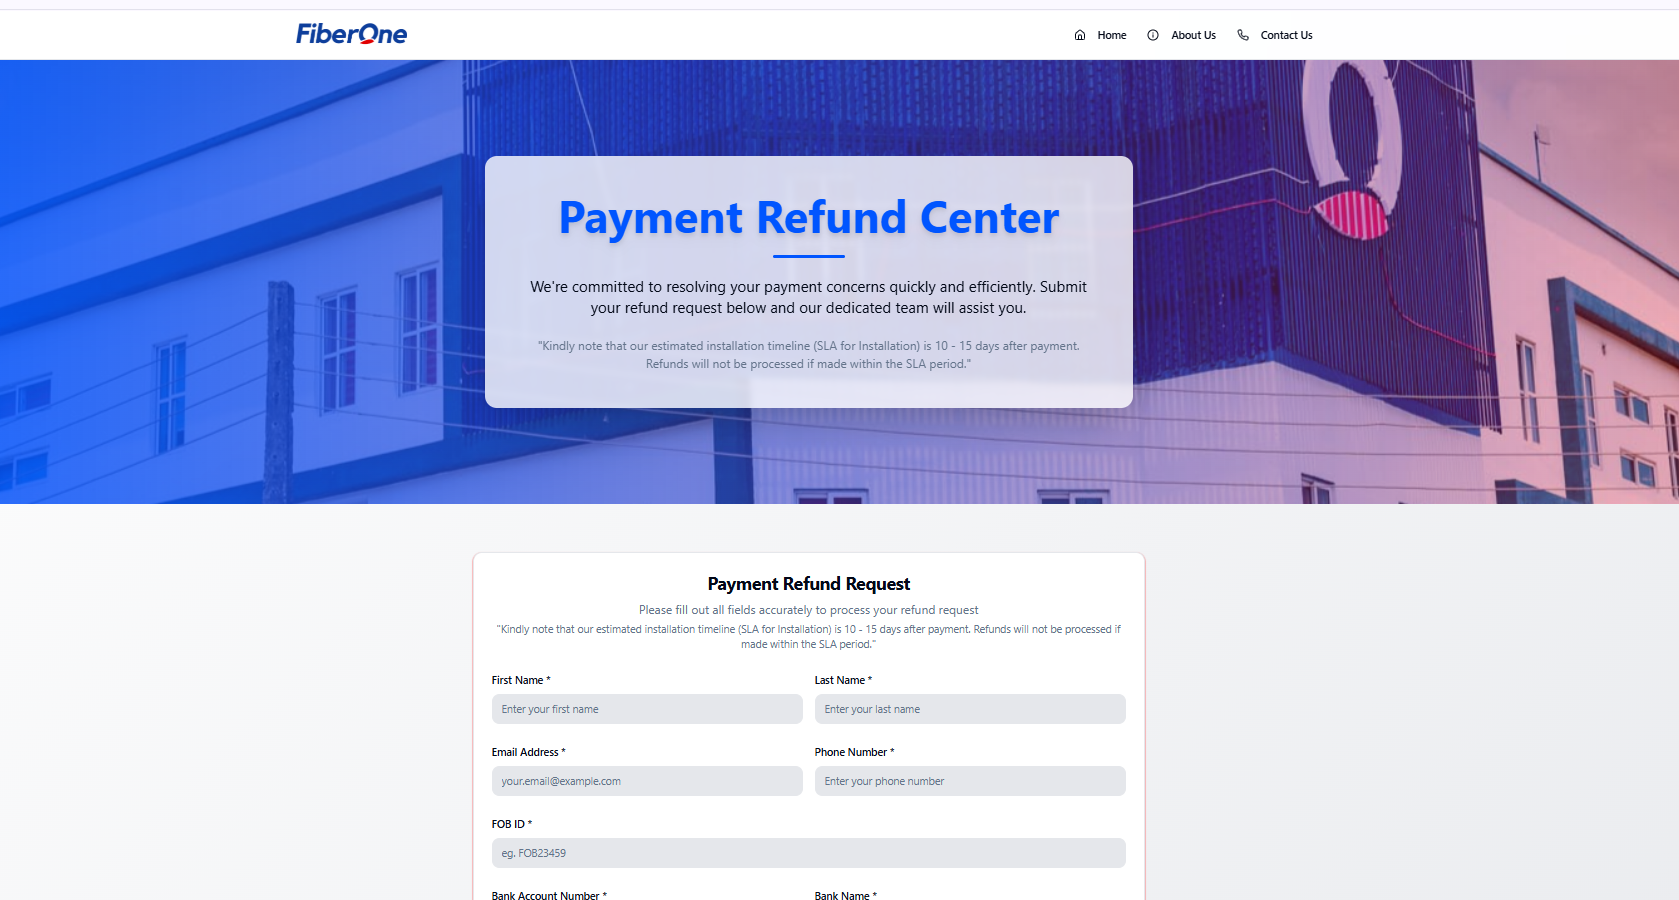 FiberOne
Home
About Us
Contact Us
Payment Refund Center
We're committed to resolving your payment concerns quickly and efficiently. Submit
your refund request below and our dedicated team will assist you.
"Kindly note that our estimated installation timeline (SLA for Installation) is 10 - 15 days after payment.
Refunds will not be processed if made within the SLA period."
Payment Refund Request
Please fill out all fields accurately to process your refund request
"Kindly note that our estimated installation timeline (SLA for Installation) is 10 - 15 days after payment. Refunds will not be processed if
made within the SLA period."
First Name *
Last Name *
Enter your first name
Enter your last name
Email Address *
Phone Number *
your.email@example.com
Enter your phone number
FOB ID *
eg. FOB23459
Bank Account Number *
Bank Name *